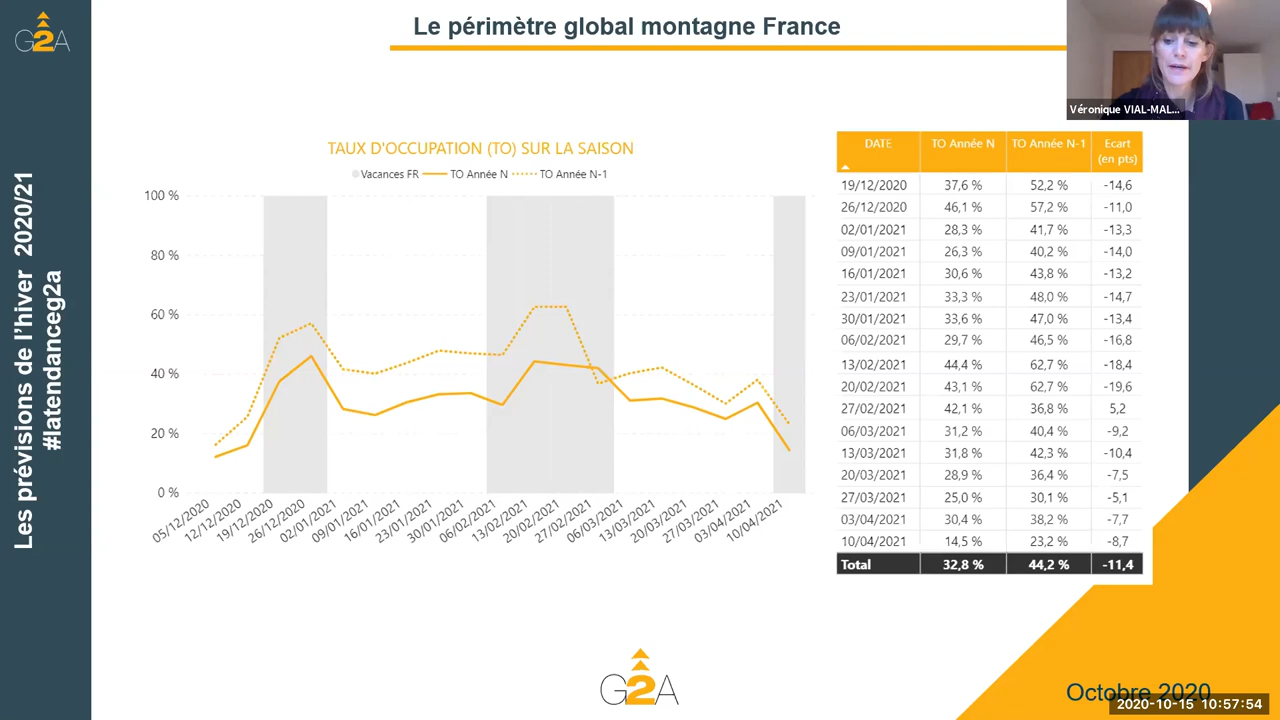 G2A
Le périmètre global montagne France
Véronique VIAL-MAL...
Les prévisions de l'hiver 2020/21
#latendanceg2a
TAUX D'OCCUPATION (TO) SUR LA SAISON
Vacances FR TO Année N TO Année N-1
100 %
80 %
60 %
40 %
20 %
0 %
05/12/2020 12/12/2020 19/12/2020 26/12/2020 02/01/2021 09/01/2021 16/01/2021 23/01/2021 30/01/2021 06/02/2021 13/02/2021 20/02/2021 27/02/2021 06/03/2021 13/03/2021 20/03/2021 27/03/2021 03/04/2021 10/04/2021
DATE TO Année N TO Année N-1 Ecart (en pts)
19/12/2020 37,6 % 52,2 % -14,6
26/12/2020 46,1 % 57,2 % -11,0
02/01/2021 28,3 % 41,7 % -13,3
09/01/2021 26,3 % 40,2 % -14,0
16/01/2021 30,6 % 43,8 % -13,2
23/01/2021 33,3 % 48,0 % -14,7
30/01/2021 33,6 % 47,0 % -13,4
06/02/2021 29,7 % 46,5 % -16,8
13/02/2021 44,4 % 62,7 % -18,4
20/02/2021 43,1 % 62,7 % -19,6
27/02/2021 42,1 % 36,8 % 5,2
06/03/2021 31,2 % 40,4 % -9,2
13/03/2021 31,8 % 42,3 % -10,4
20/03/2021 28,9 % 36,4 % -7,5
27/03/2021 25,0 % 30,1 % -5,1
03/04/2021 30,4 % 38,2 % -7,7
10/04/2021 14,5 % 23,2 % -8,7
Total 32,8 % 44,2 % -11,4
G2A
Octobre 2020
2020-10-15 10:57:54